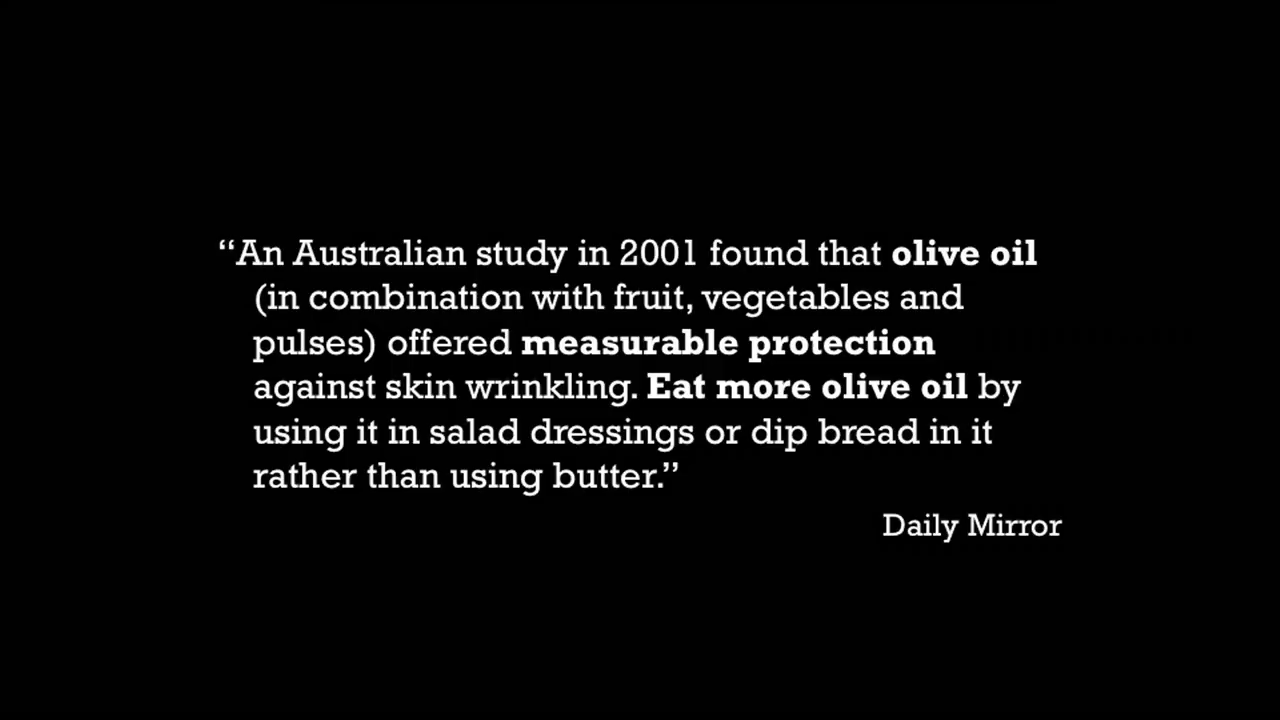 “An Australian study in 2001 found that olive oil
(in combination with fruit, vegetables and
pulses) offered measurable protection
against skin wrinkling. Eat more olive oil by
using it in salad dressings or dip bread in it
rather than using butter.”
Daily Mirror